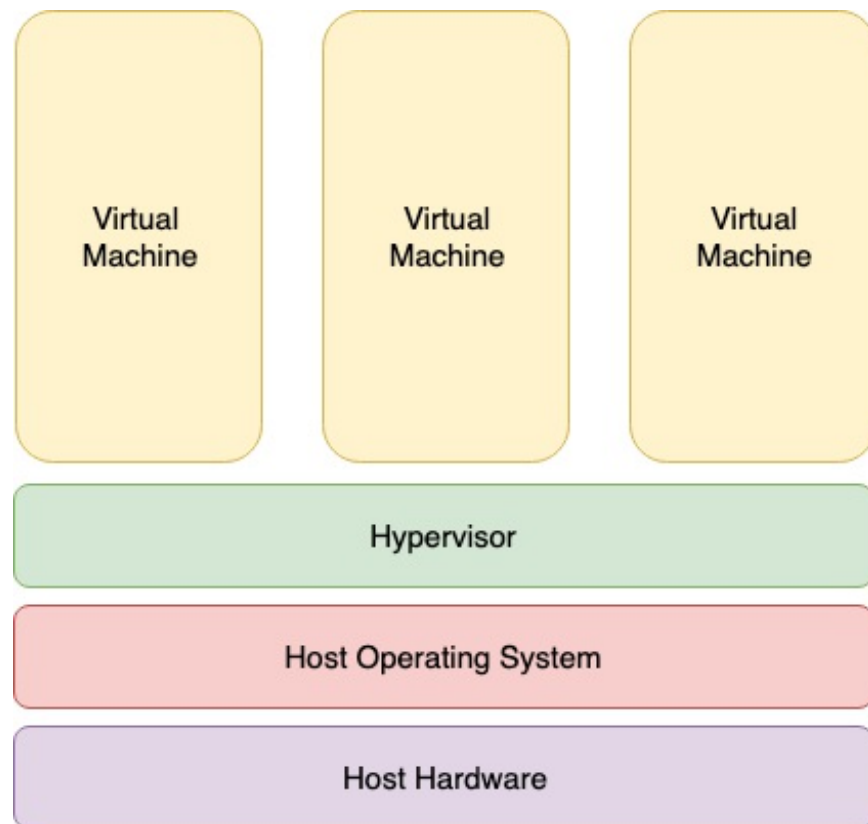 Virtual
Machine
Virtual
Machine
Virtual
Machine
Hypervisor
Host Operating System
Host Hardware